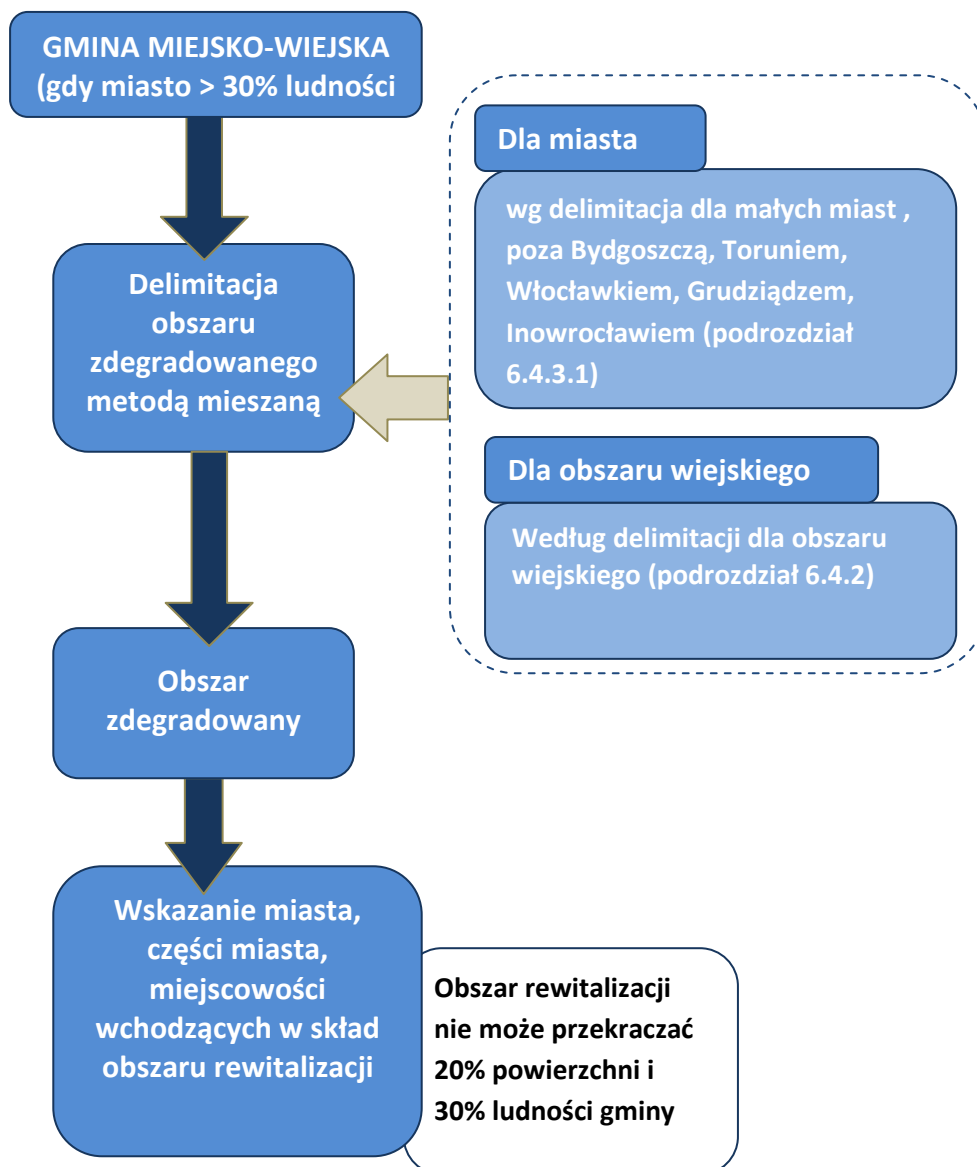 GMINA MIEJSKO-WIEJSKA
(gdy miasto > 30% ludności
Dla miasta
wg delimitacja dla małych miast ,
poza Bydgoszczą, Toruniem,
Włocławkiem, Grudziądzem,
Inowrocławiem (podrozdział
6.4.3.1)
Delimitacja
obszaru
zdegradowanego
metodą mieszaną
Dla obszaru wiejskiego
Według delimitacji dla obszaru
wiejskiego (podrozdział 6.4.2)
Obszar
zdegradowany
Wskazanie miasta,
części miasta,
miejscowości
wchodzących w skład
obszaru rewitalizacji
Obszar rewitalizacji
nie może przekraczać
20% powierzchni i
30% ludności gminy